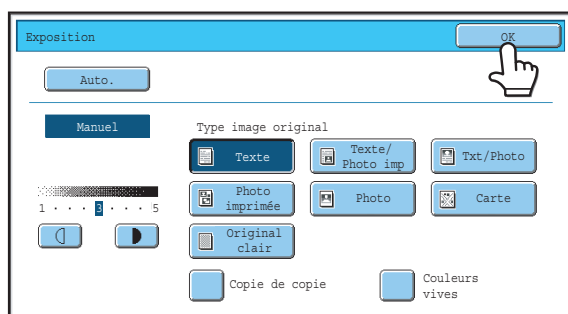 Exposition
OK
Auto.
Manuel
Type image original
Texte
Texte/
Photo imp
Txt/Photo
1 · · · 3 · · · 5
Photo
imprimée
Photo
Carte
Original
clair
Copie de copie
Couleurs
vives